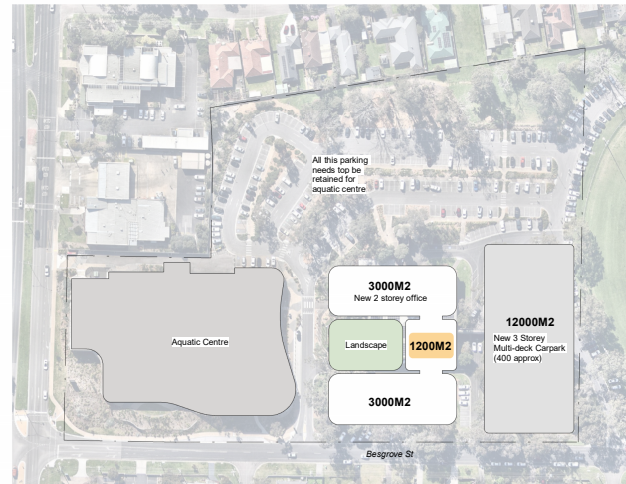 All this parking
needs top be
retained for
aquatic centre
3000M2
New 2 storey office
12000M2
New 3 Storey
Multi-deck Carpark
(400 approx)
Aquatic Centre
Landscape
1200M2
3000M2
Besgrove St